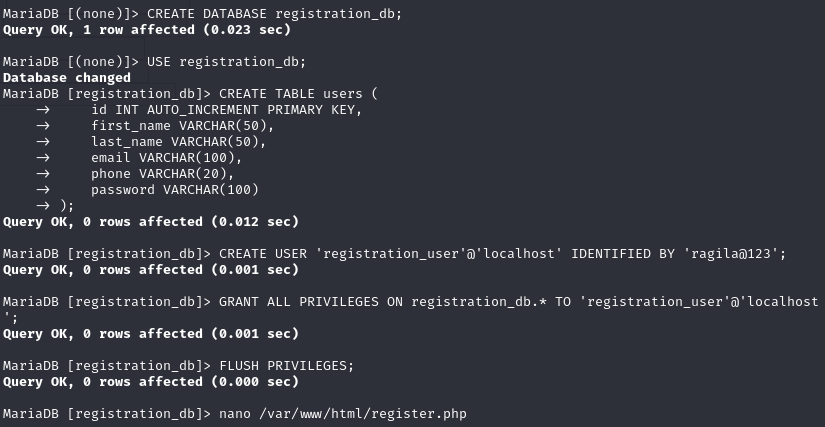 MariaDB [(none)]> CREATE DATABASE registration_db;
Query OK, 1 row affected (0.023 sec)
MariaDB [(none)]> USE registration_db;
Database changed
MariaDB [registration_db]> CREATE TABLE users (
    →     id INT AUTO_INCREMENT PRIMARY KEY,
    →     first_name VARCHAR(50),
    →     last_name VARCHAR(50),
    →     email VARCHAR(100),
    →     phone VARCHAR(20),
    →     password VARCHAR(100)
    → );
Query OK, 0 rows affected (0.012 sec)
MariaDB [registration_db]> CREATE USER 'registration_user'@'localhost' IDENTIFIED BY 'ragila@123';
Query OK, 0 rows affected (0.001 sec)
MariaDB [registration_db]> GRANT ALL PRIVILEGES ON registration_db.* TO 'registration_user'@'localhost
';
Query OK, 0 rows affected (0.001 sec)
MariaDB [registration_db]> FLUSH PRIVILEGES;
Query OK, 0 rows affected (0.000 sec)
MariaDB [registration_db]> nano /var/www/html/register.php